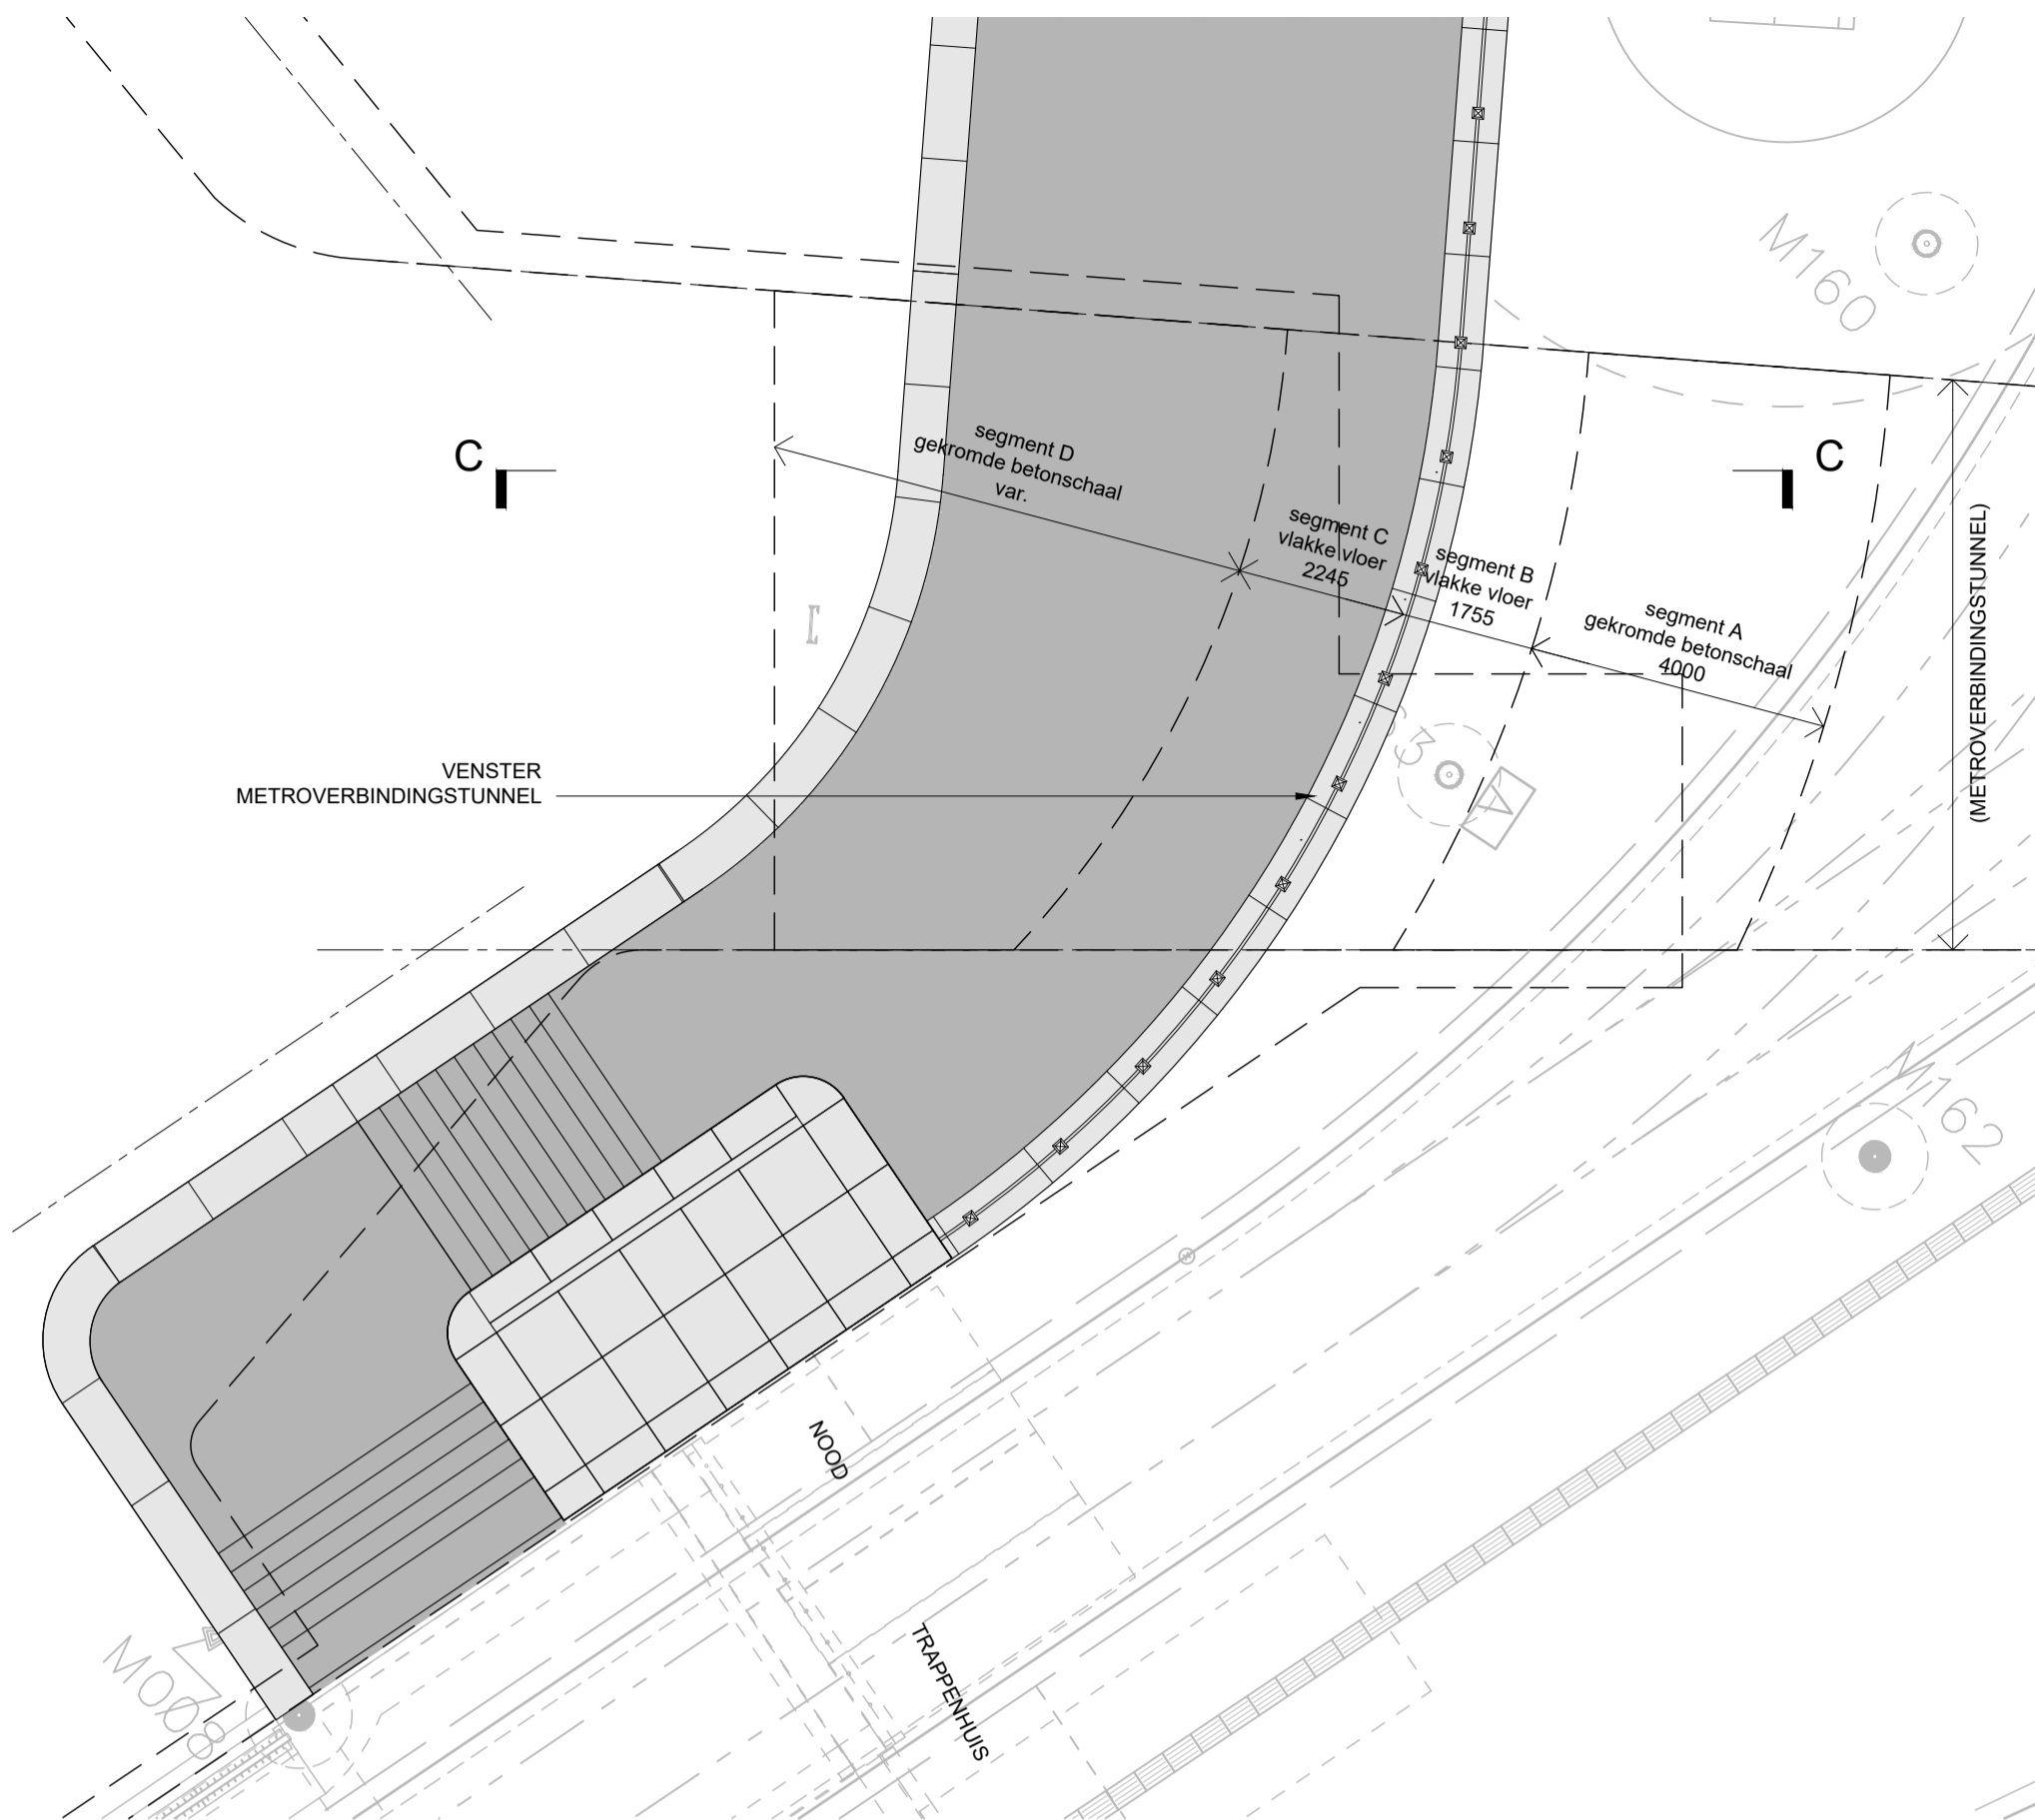 M160
C
C
segment D
gekromde betonschaal
var.
segment C
vlakke vloer
2245
segment B
vlakke vloer
1755
segment A
gekromde betonschaal
4000
(METROVERBINDINGSTUNNEL)
VENSTER
METROVERBINDINGSTUNNEL
A
M162
NOOD
TRAPPENHUIS
M008